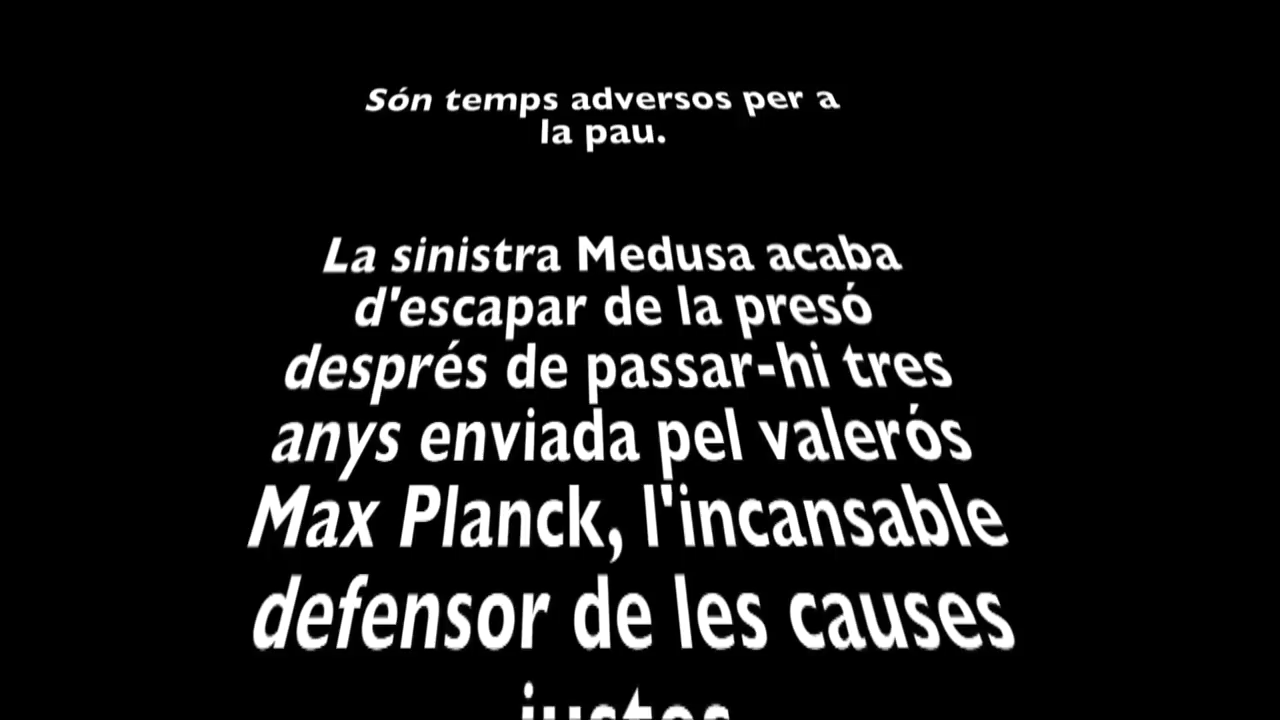 Són temps adversos per a
la pau.
La sinistra Medusa acaba
d'escapar de la presó
després de passar-hi tres
anys enviada pel valerós
Max Planck, l'incansable
defensor de les causes
justes